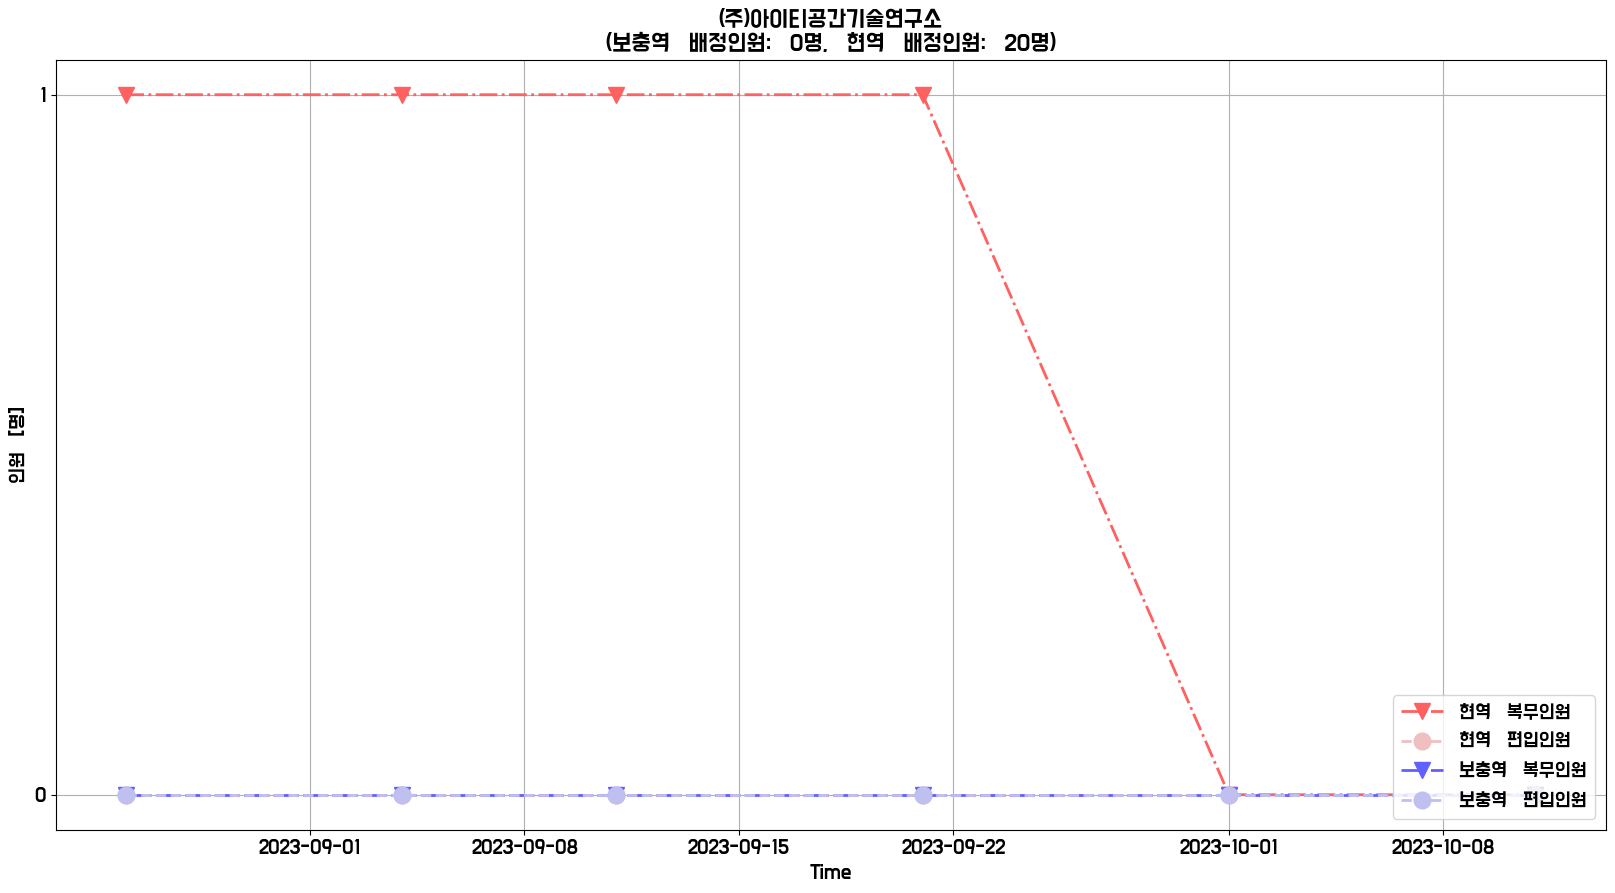 (주)아이티공간기술연구소
(보충역 배정인원: 0명, 현역 배정인원: 20명)
1
0
인원 [명]
2023-09-01
2023-09-08
2023-09-15
2023-09-22
2023-10-01
2023-10-08
Time
현역 복무인원
현역 편입인원
보충역 복무인원
보충역 편입인원